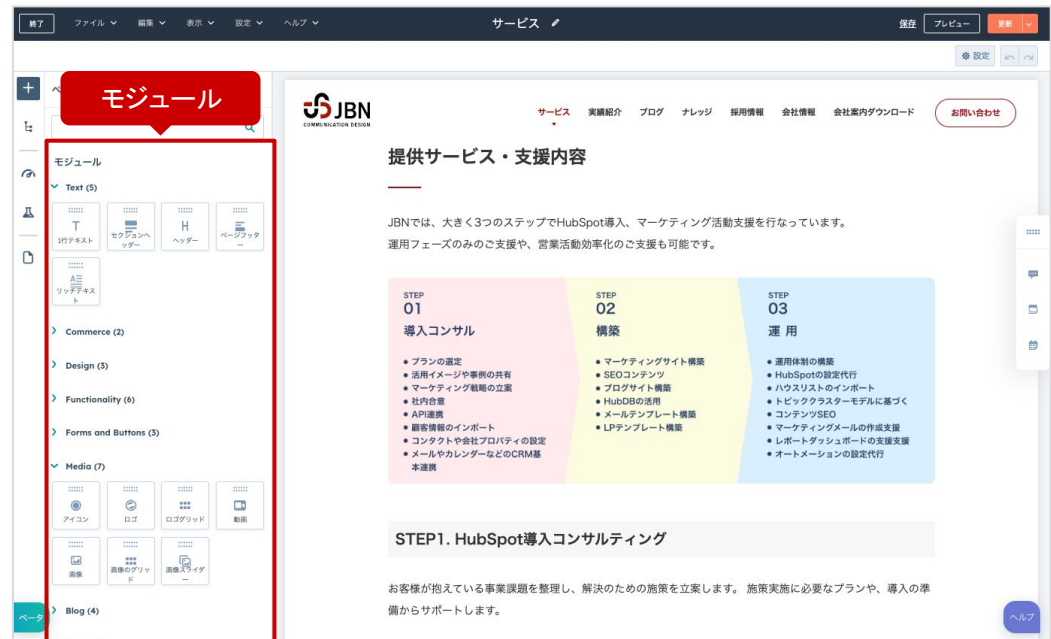 終了 ファイル 編集 表示 設定 ヘルプ サービス 保存 プレビュー 更新
設定
モジュール
JBN
COMMUNICATION DESIGN
サービス 実績紹介 ブログ ナレッジ 採用情報 会社情報 会社案内ダウンロード お問い合わせ
モジュール
Text (5)
1行テキスト
セクションヘ
ッダー
ヘッダー
ページフッタ
ー
リッチテキス
ト
Commerce (2)
Design (3)
Functionality (6)
Forms and Buttons (3)
Media (7)
アイコン
ロゴ
ロゴグリッド
動画
画像
画像のグリッ
ド
画像スライダ
ー
Blog (4)
ベータ
提供サービス・支援内容
JBNでは、大きく3つのステップでHubSpot導入、マーケティング活動支援を行なっています。
運用フェーズのみのご支援や、営業活動効率化のご支援も可能です。
STEP
01
導入コンサル
● プランの選定
● 活用イメージや事例の共有
● マーケティング戦略の立案
● 社内合意
● API連携
● 顧客情報のインポート
● コンタクトや会社プロパティの設定
● メールやカレンダーなどのCRM基
本連携
STEP
02
構築
● マーケティングサイト構築
● SEOコンテンツ
● ブログサイト構築
● HubDBの活用
● メールテンプレート構築
● LPテンプレート構築
STEP
03
運 用
● 運用体制の構築
● HubSpotの設定代行
● ハウスリストのインポート
● トピッククラスターモデルに基づく
● コンテンツSEO
● マーケティングメールの作成支援
● レポートダッシュボードの支援支援
● オートメーションの設定代行
STEP1. HubSpot導入コンサルティング
お客様が抱えている事業課題を整理し、解決のための施策を立案します。 施策実施に必要なプランや、導入の準
備からサポートします。
ヘルプ